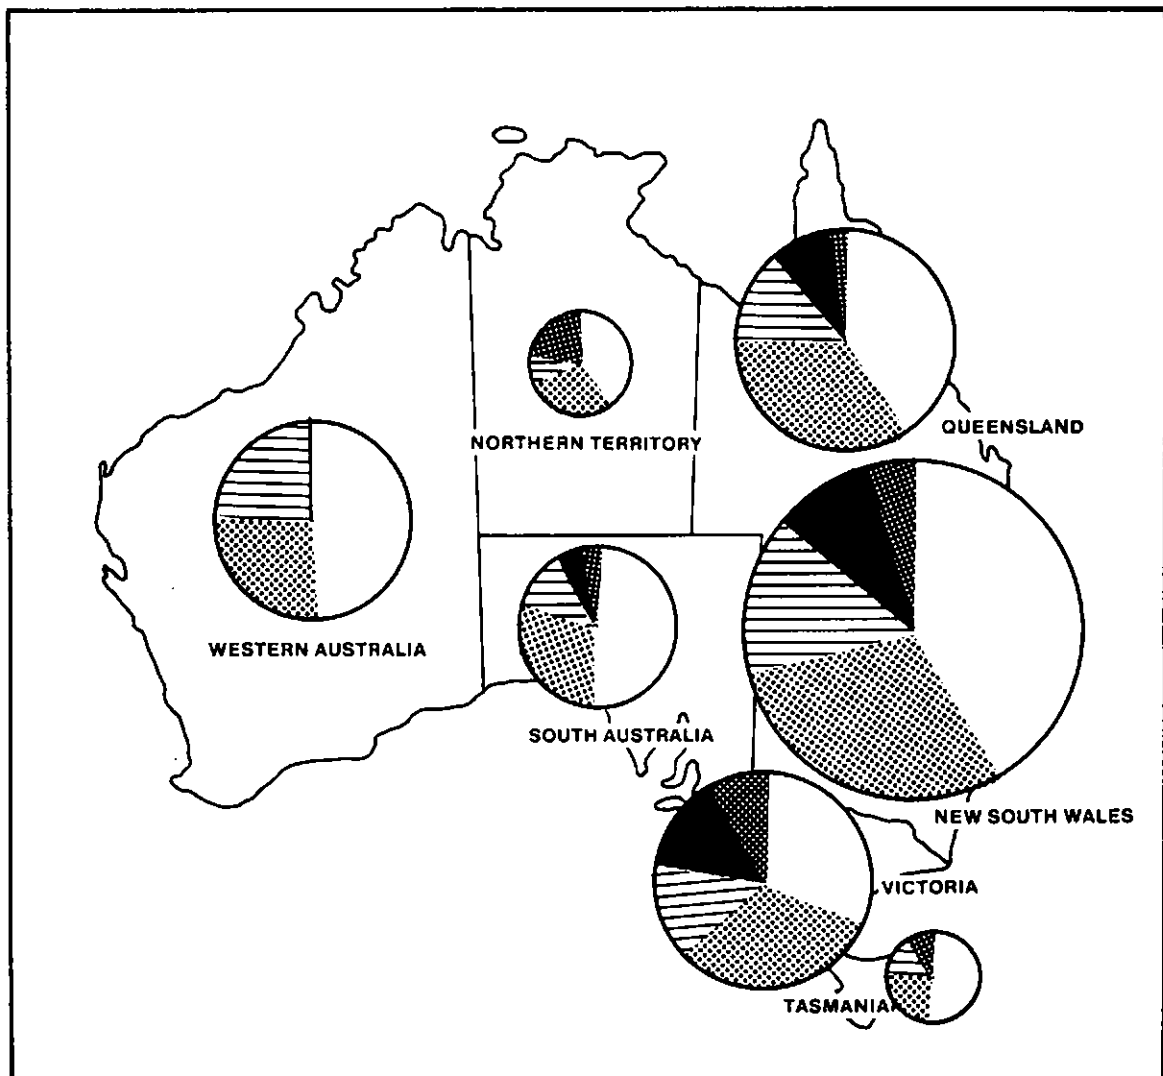 QUEENSLAND
NORTHERN TERRITORY
WESTERN AUSTRALIA
SOUTH AUSTRALIA
NEW SOUTH WALES
VICTORIA
TASMANIA